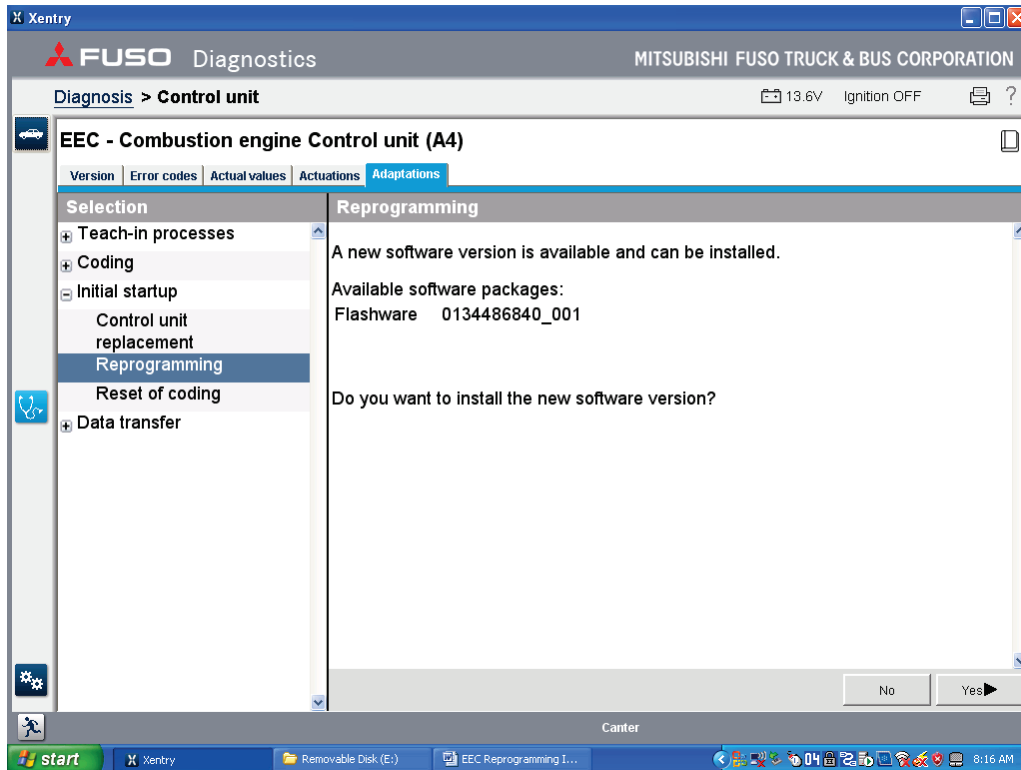 Xentry
FUSO Diagnostics
MITSUBISHI FUSO TRUCK & BUS CORPORATION
Diagnosis > Control unit
13.6V Ignition OFF
?
EEC - Combustion engine Control unit (A4)
Version Error codes Actual values Actuations Adaptations
Selection
Teach-in processes
Coding
Initial startup
Control unit
replacement
Reprogramming
Reset of coding
Data transfer
Reprogramming
A new software version is available and can be installed.
Available software packages:
Flashware 0134486840_001
Do you want to install the new software version?
No Yes
Canter
start Xentry Removable Disk (E:) EEC Reprogramming I... 04 8:16 AM